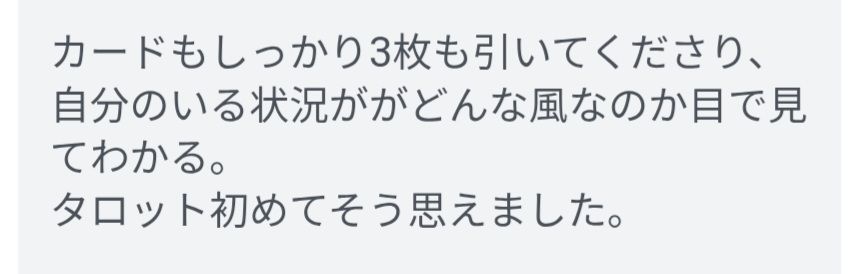 カードもしっかり3枚も引いてくださり、
自分のいる状況ががどんな風なのか目で見
てわかる。
タロット初めてそう思えました。